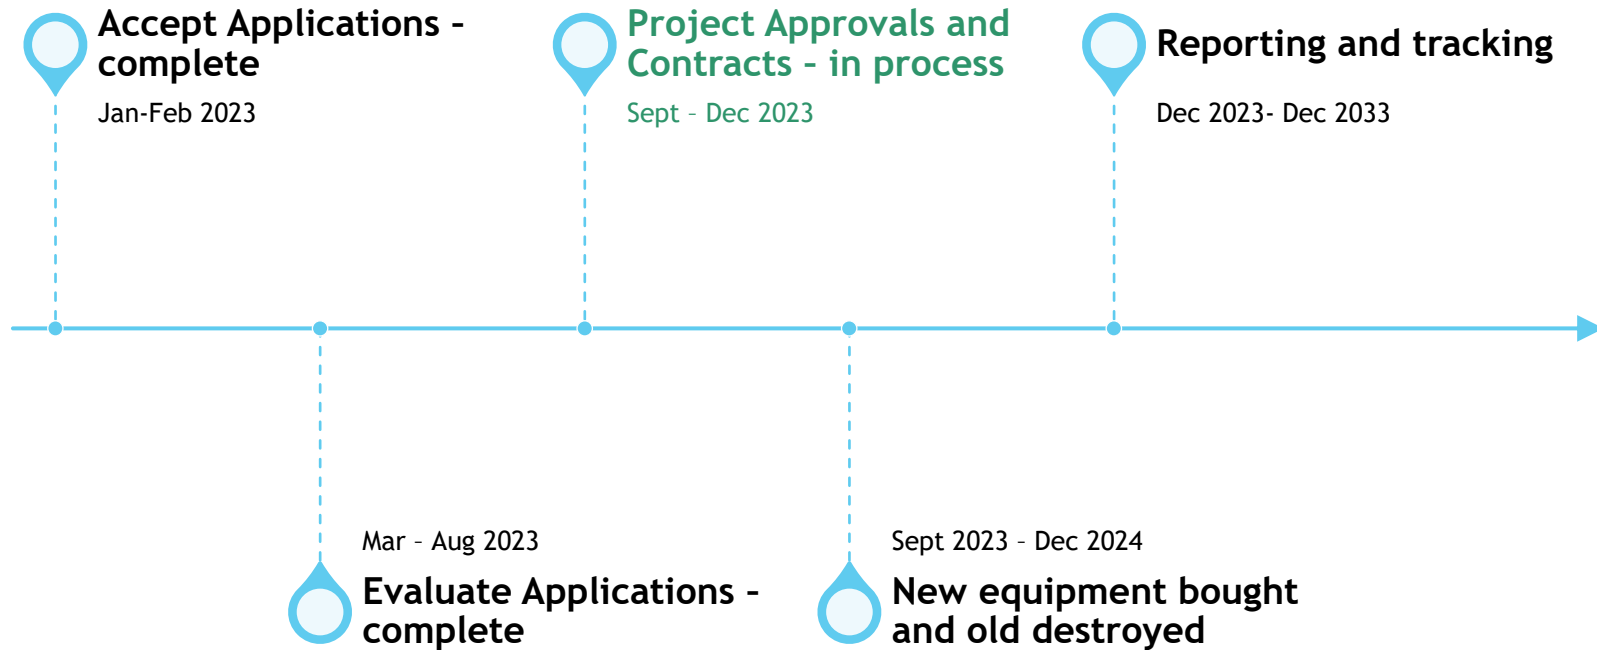 Accept Applications –
complete
Jan-Feb 2023
Project Approvals and
Contracts – in process
Sept – Dec 2023
Reporting and tracking
Dec 2023- Dec 2033
Mar – Aug 2023
Evaluate Applications –
complete
Sept 2023 – Dec 2024
New equipment bought
and old destroyed